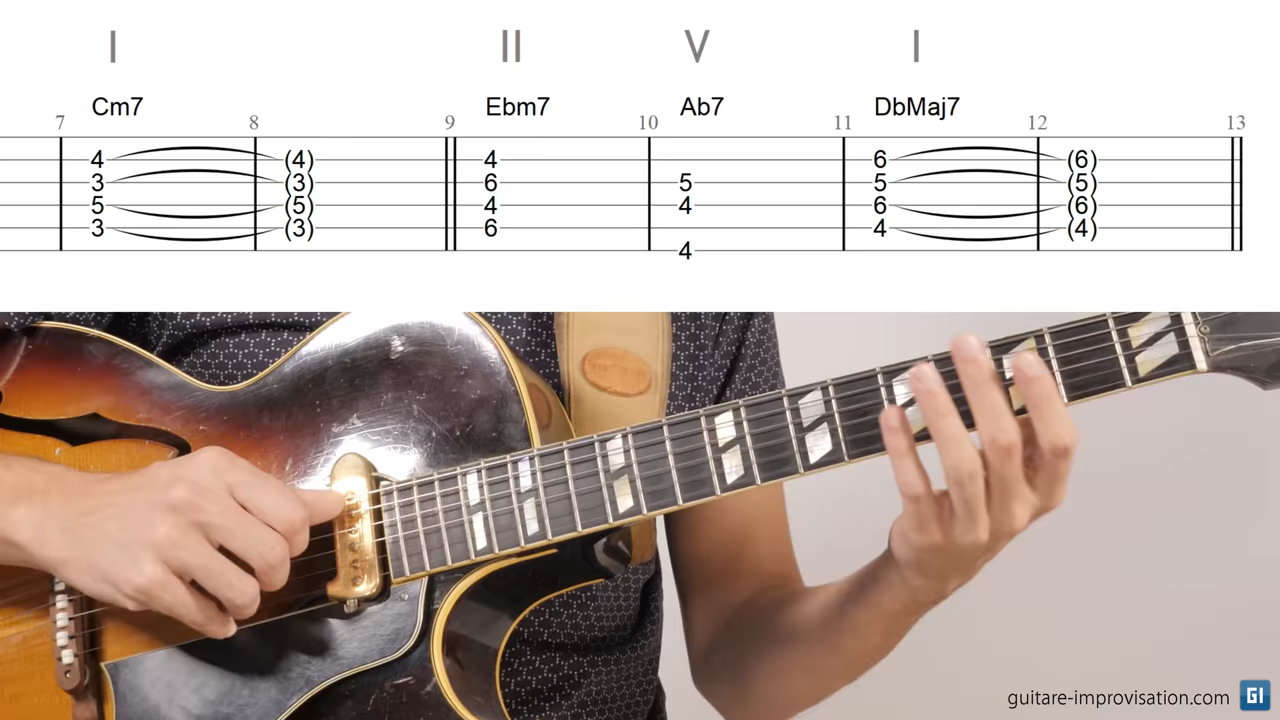 I II V I
Cm7 Ebm7 Ab7 DbMaj7
7 8 9 10 11 12 13
4 (4) 4 6 (6)
3 (3) 6 5 5 (5)
5 (5) 4 4 6 (6)
3 (3) 6 4 (4)
4
guitare-improvisation.com GI